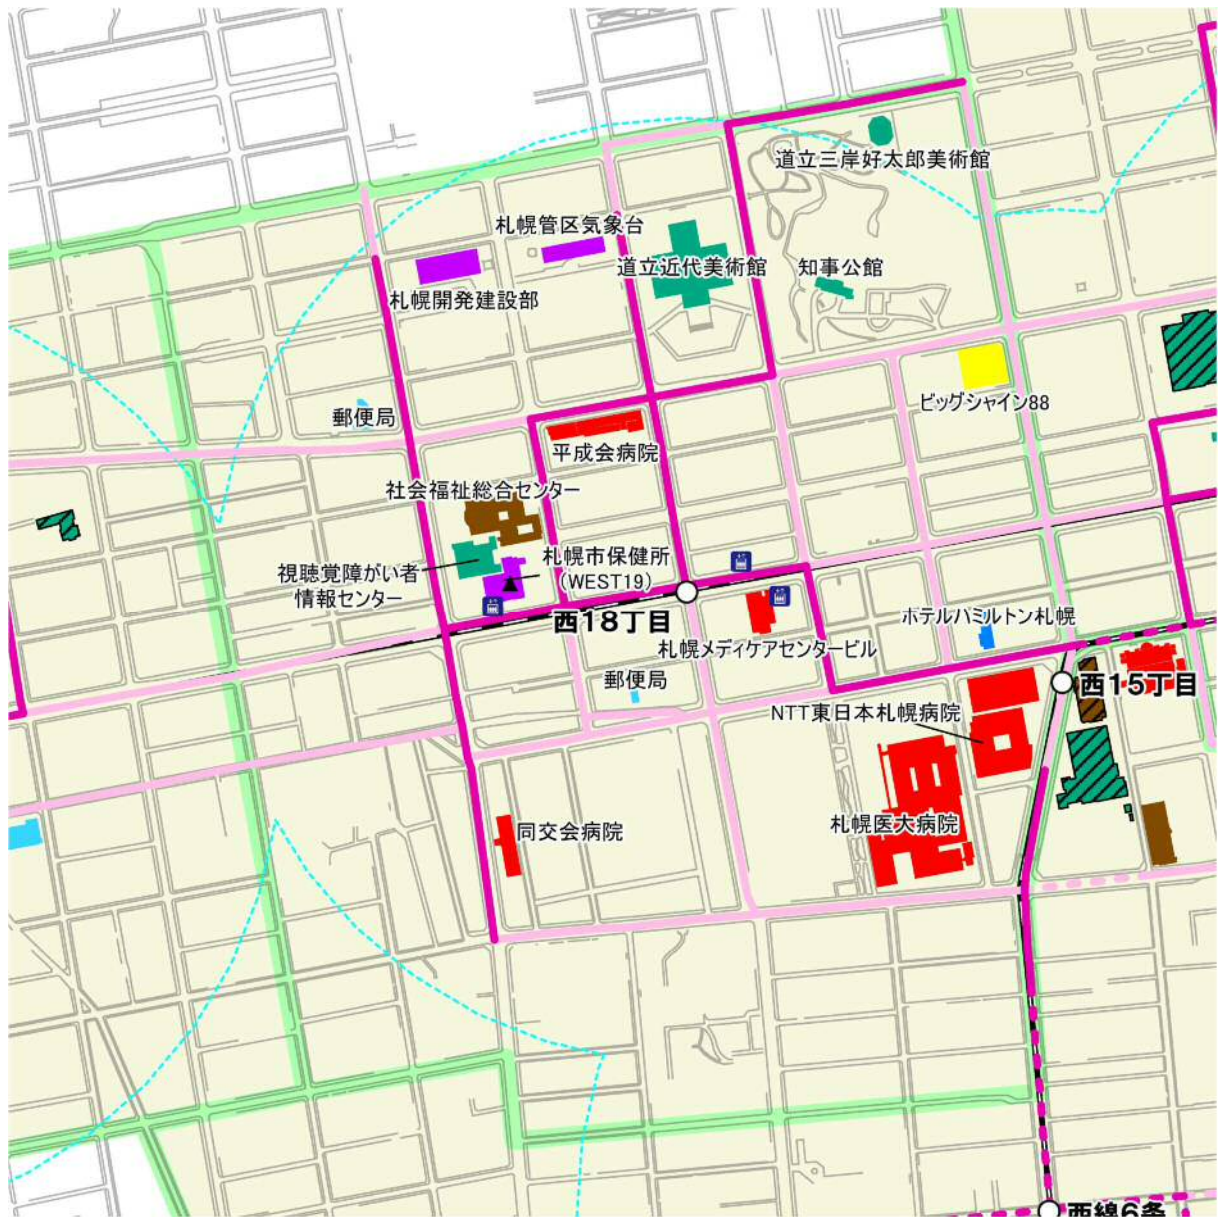 道立三岸好太郎美術館
札幌管区気象台
道立近代美術館
知事公館
札幌開発建設部
ビッグシャイン88
郵便局
平成会病院
社会福祉総合センター
札幌市保健所
(WEST19)
視聴覚障がい者
情報センター
西18丁目
ホテルハミルトン札幌
札幌メディケアセンタービル
郵便局
西15丁目
NTT東日本札幌病院
同交会病院
札幌医大病院
西線6条